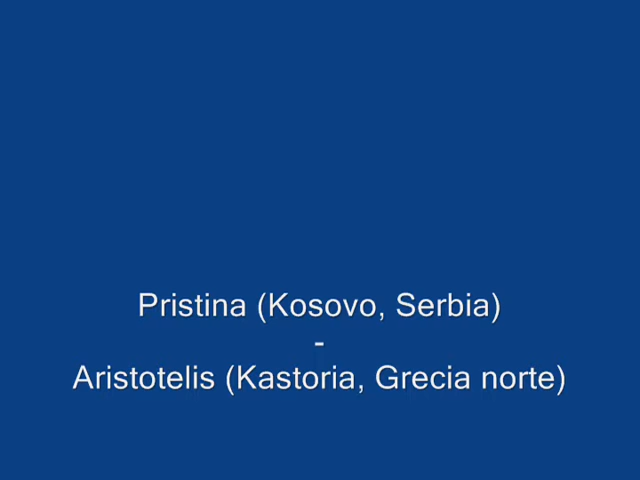 Pristina (Kosovo, Serbia)
-
Aristotelis (Kastoria, Grecia norte)